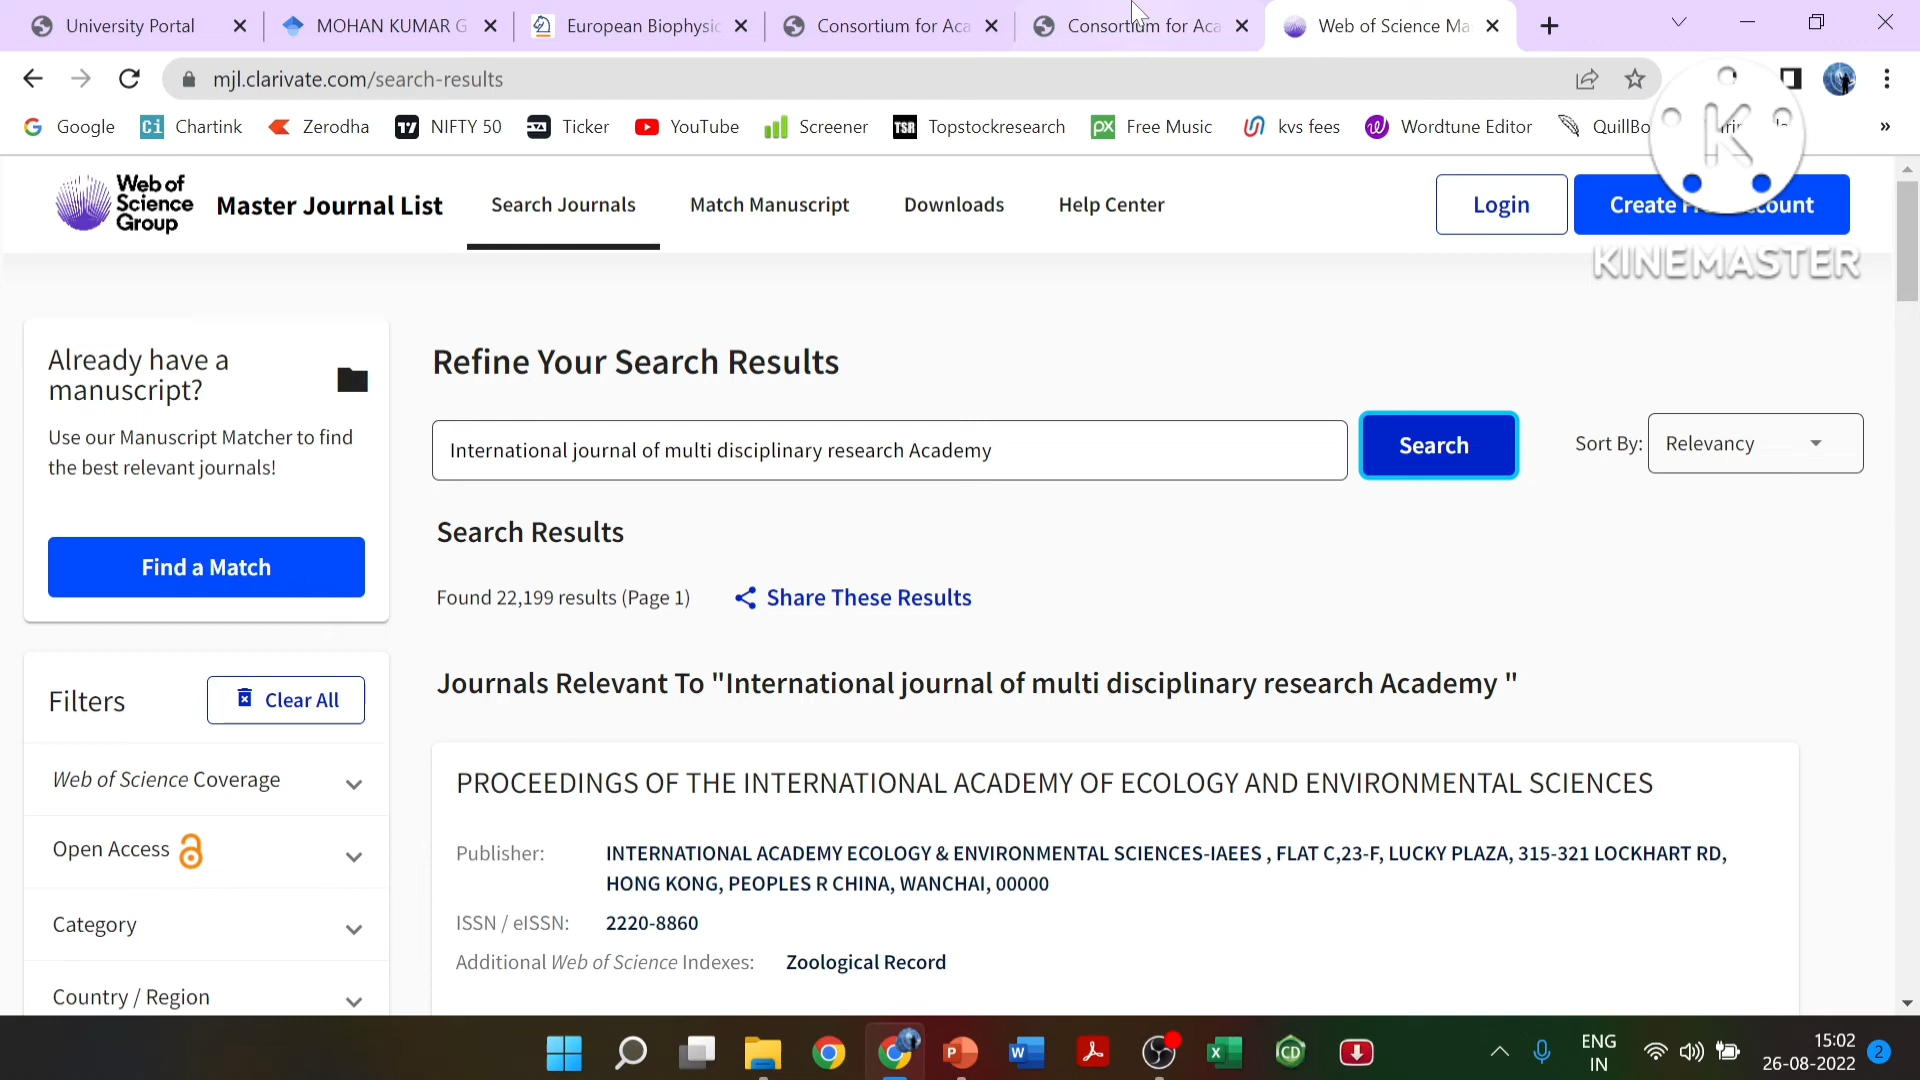 University Portal
MOHAN KUMAR G
European Biophysic
Consortium for Aca
Consortium for Aca
Web of Science Ma
mjl.clarivate.com/search-results
Google
Ci Chartink
Zerodha
NIFTY 50
Ticker
YouTube
Screener
TSR Topstockresearch
px Free Music
kvs fees
Wordtune Editor
QuillBo
K
KINEMASTER
Web of
Science
Group
Master Journal List
Search Journals
Match Manuscript
Downloads
Help Center
Login
Create F
count
Already have a
manuscript?
Use our Manuscript Matcher to find
the best relevant journals!
Find a Match
Refine Your Search Results
International journal of multi disciplinary research Academy
Search
Sort By:
Relevancy
Search Results
Found 22,199 results (Page 1)
Share These Results
Journals Relevant To "International journal of multi disciplinary research Academy "
Filters
Clear All
Web of Science Coverage
Open Access
Category
Country / Region
PROCEEDINGS OF THE INTERNATIONAL ACADEMY OF ECOLOGY AND ENVIRONMENTAL SCIENCES
Publisher:
INTERNATIONAL ACADEMY ECOLOGY & ENVIRONMENTAL SCIENCES-IAEES , FLAT C,23-F, LUCKY PLAZA, 315-321 LOCKHART RD,
HONG KONG, PEOPLES R CHINA, WANCHAI, 00000
ISSN / eISSN:
2220-8860
Additional Web of Science Indexes:
Zoological Record
ENG
IN
15:02
26-08-2022
2